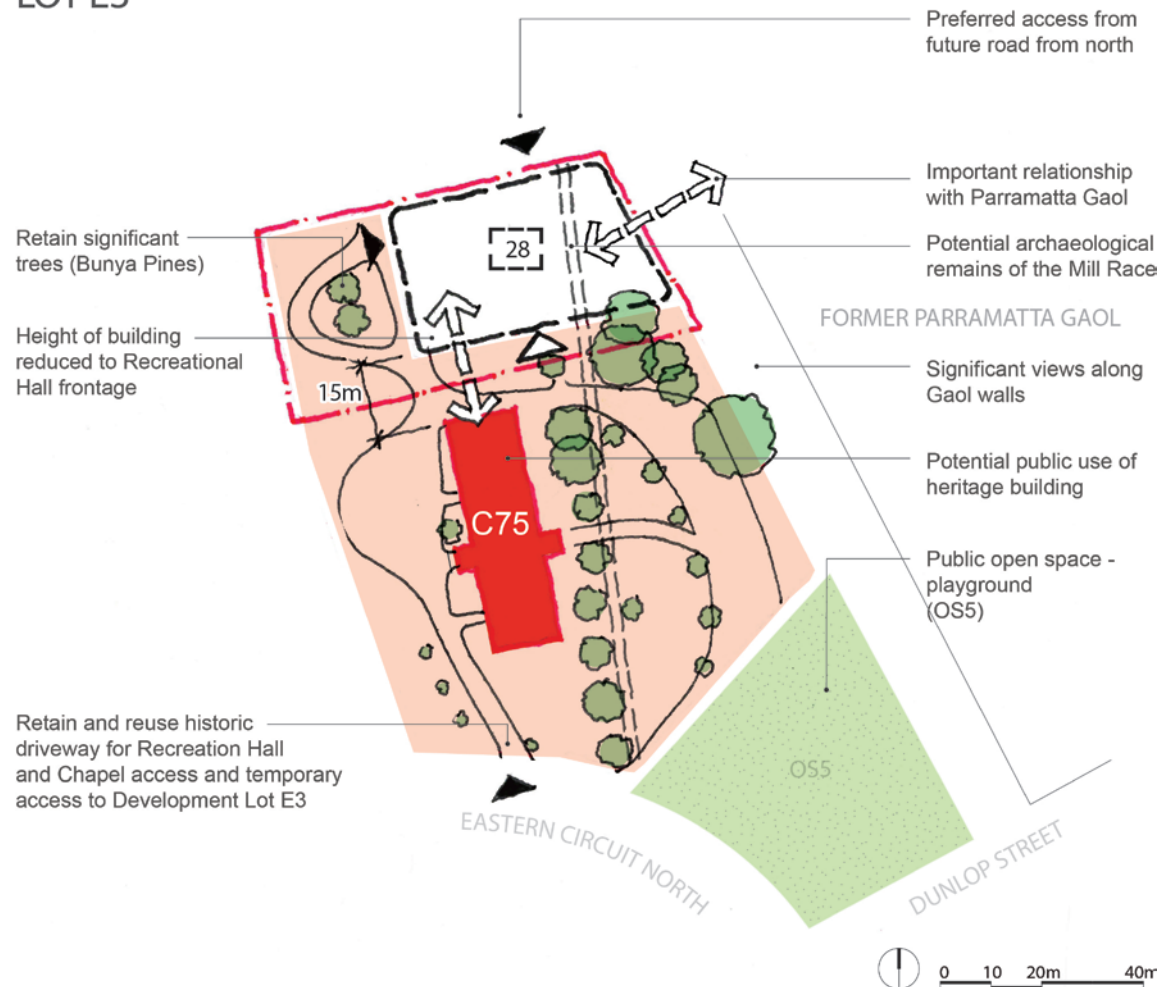 LOT E3
Preferred access from
future road from north
Important relationship
with Parramatta Gaol
Retain significant
trees (Bunya Pines)
28
Potential archaeological
remains of the Mill Race
FORMER PARRAMATTA GAOL
Height of building
reduced to Recreational
Hall frontage
15m
Significant views along
Gaol walls
Potential public use of
heritage building
C75
Public open space -
playground
(OS5)
Retain and reuse historic
driveway for Recreation Hall
and Chapel access and temporary
access to Development Lot E3
OS5
EASTERN CIRCUIT NORTH
DUNLOP STREET
0 10 20m 40m